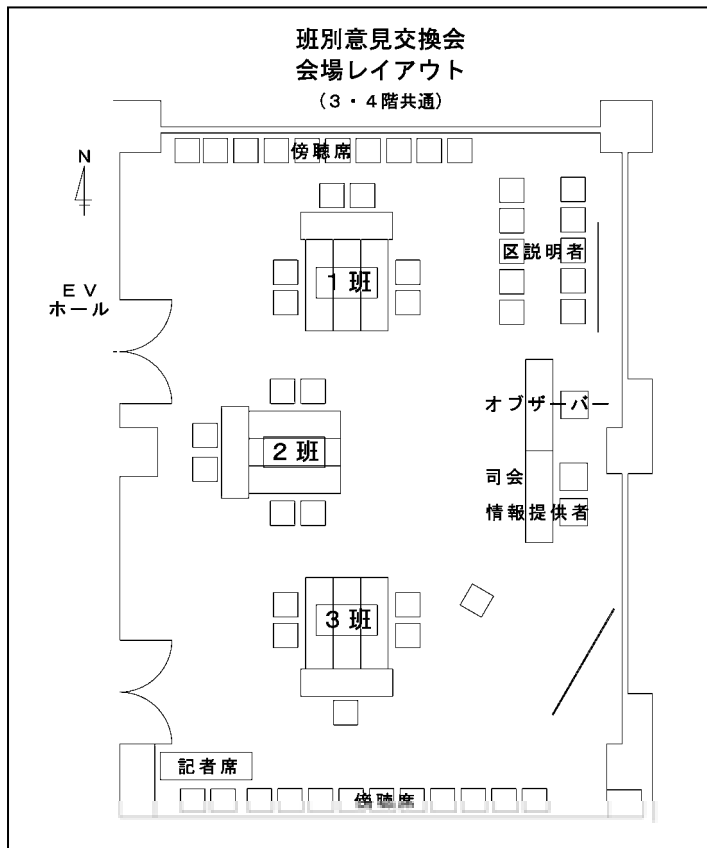 班別意見交換会
会場レイアウト
（３・４階共通）
N
傍聴席
区説明者
１班
ＥＶ
ホール
オブザーバー
２班
司会
情報提供者
３班
記者席
傍聴席